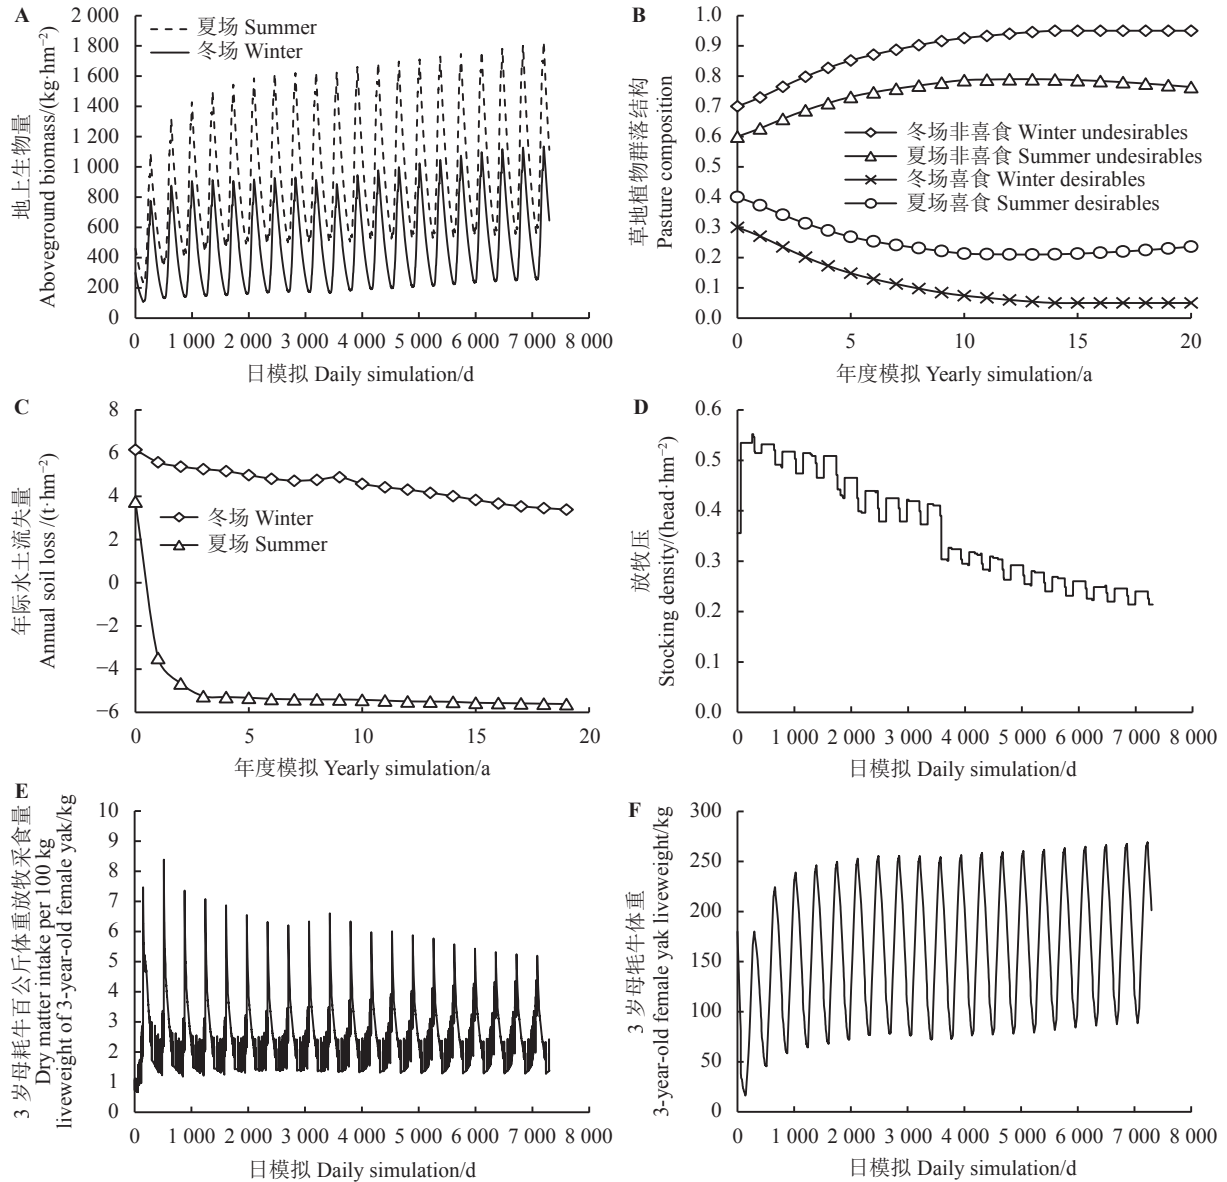 A
地上生物量
Aboveground biomass/(kg·hm−2)
2 000
1 800
1 600
1 400
1 200
1 000
800
600
400
200
0
夏场 Summer
冬场 Winter
0 1 000 2 000 3 000 4 000 5 000 6 000 7 000 8 000
日模拟 Daily simulation/d
B
草地植物群落结构
Pasture composition
1.0
0.9
0.8
0.7
0.6
0.5
0.4
0.3
0.2
0.1
0.0
冬场非喜食 Winter undesirables
夏场非喜食 Summer undesirables
冬场喜食 Winter desirables
夏场喜食 Summer desirables
0 5 10 15 20
年度模拟 Yearly simulation/a
C
年际水土流失量
Annual soil loss /(t·hm−2)
8
6
4
2
0
−2
−4
−6
冬场 Winter
夏场 Summer
0 5 10 15 20
年度模拟 Yearly simulation/a
D
放牧压
Stocking density/(head·hm−2)
0.6
0.5
0.4
0.3
0.2
0.1
0.0
0 1 000 2 000 3 000 4 000 5 000 6 000 7 000 8 000
日模拟 Daily simulation/d
E
3 岁母牦牛百公斤体重放牧采食量
Dry matter intake per 100 kg
liveweight of 3-year-old female yak/kg
10
9
8
7
6
5
4
3
2
1
0
0 1 000 2 000 3 000 4 000 5 000 6 000 7 000 8 000
日模拟 Daily simulation/d
F
3 岁母牦牛体重
3-year-old female yak liveweight/kg
300
250
200
150
100
50
0
0 1 000 2 000 3 000 4 000 5 000 6 000 7 000 8 000
日模拟 Daily simulation/d